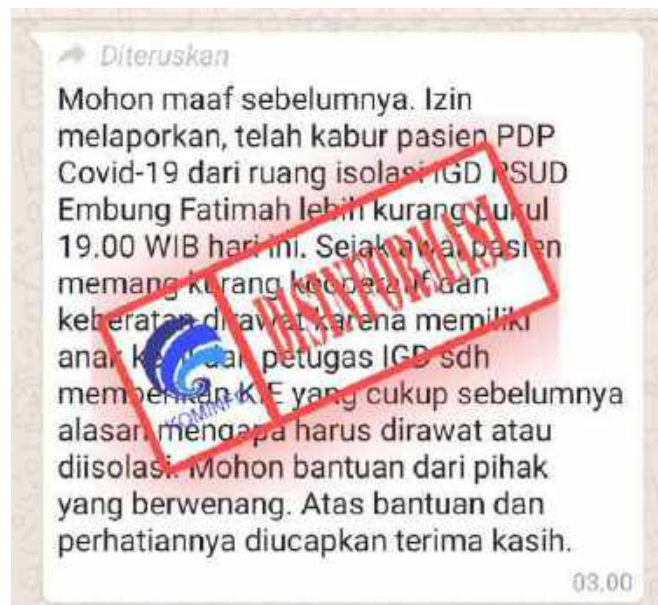 Diteruskan
Mohon maaf sebelumnya. Izin
melaporkan, telah kabur pasien PDP
Covid-19 dari ruang isolasi IGD RSUD
Embung Fatimah lebih kurang pukul
19.00 WIB hari ini. Sejak awal pasien
memang kurang kooperatif dan
keberatan dirawat karena memiliki
anak kecil dan petugas IGD sdh
memberikan KIE yang cukup sebelumnya
alasan mengapa harus dirawat atau
diisolasi. Mohon bantuan dari pihak
yang berwenang. Atas bantuan dan
perhatiannya diucapkan terima kasih.
03.00
DISINFORMASI
KOMINFO